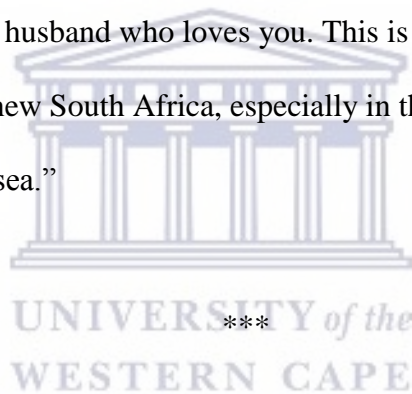 husband who loves you. This is
new South Africa, especially in th
sea.”
***
UNIVERSITY of the
WESTERN CAPE